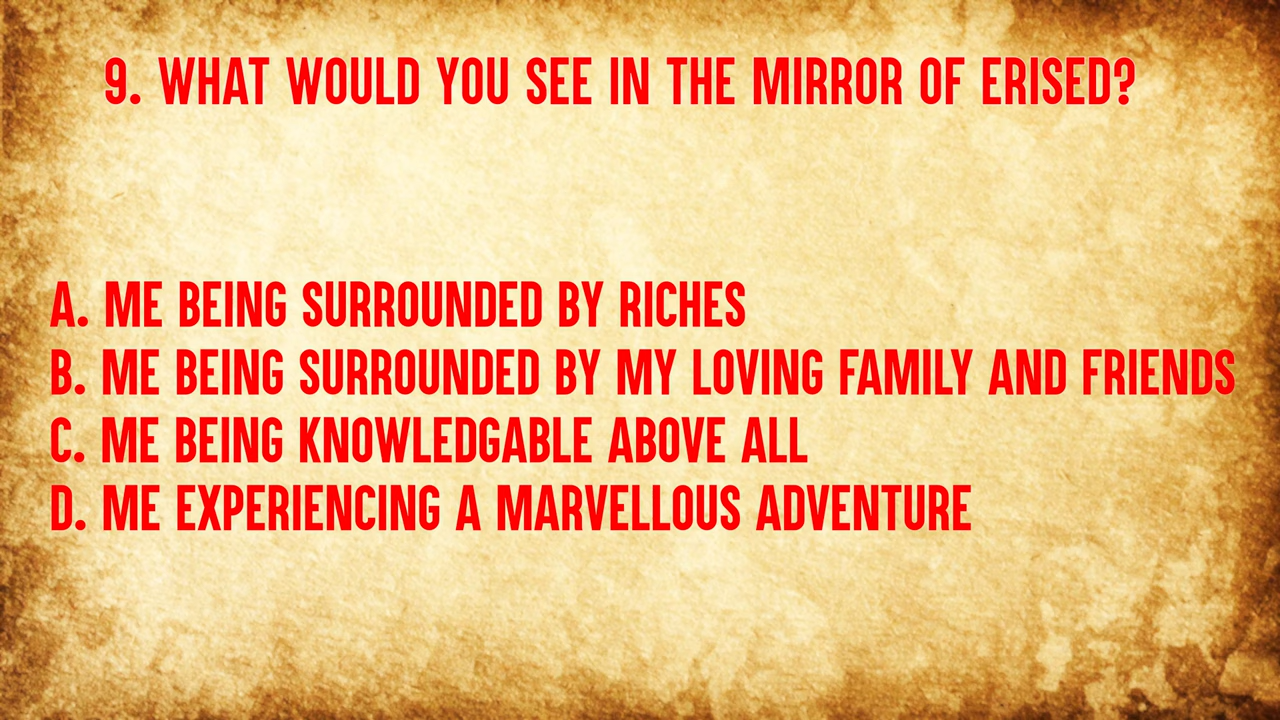 9. WHAT WOULD YOU SEE IN THE MIRROR OF ERISED?
A. ME BEING SURROUNDED BY RICHES
B. ME BEING SURROUNDED BY MY LOVING FAMILY AND FRIENDS
C. ME BEING KNOWLEDGABLE ABOVE ALL
D. ME EXPERIENCING A MARVELLOUS ADVENTURE